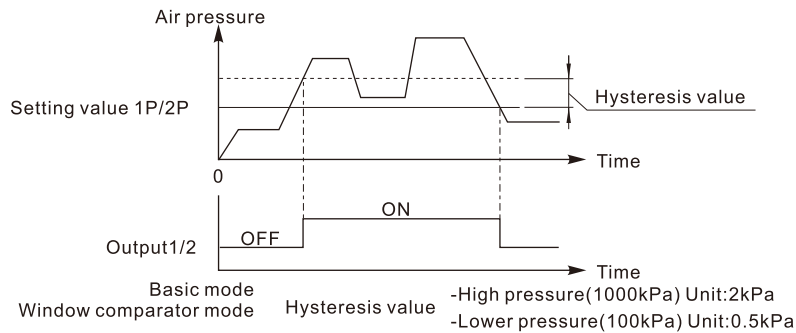 Air pressure
Setting value 1P/2P
Hysteresis value
Time
0
ON
OFF
Output1/2
Time
Basic mode
Window comparator mode
Hysteresis value
-High pressure(1000kPa) Unit:2kPa
-Lower pressure(100kPa) Unit:0.5kPa